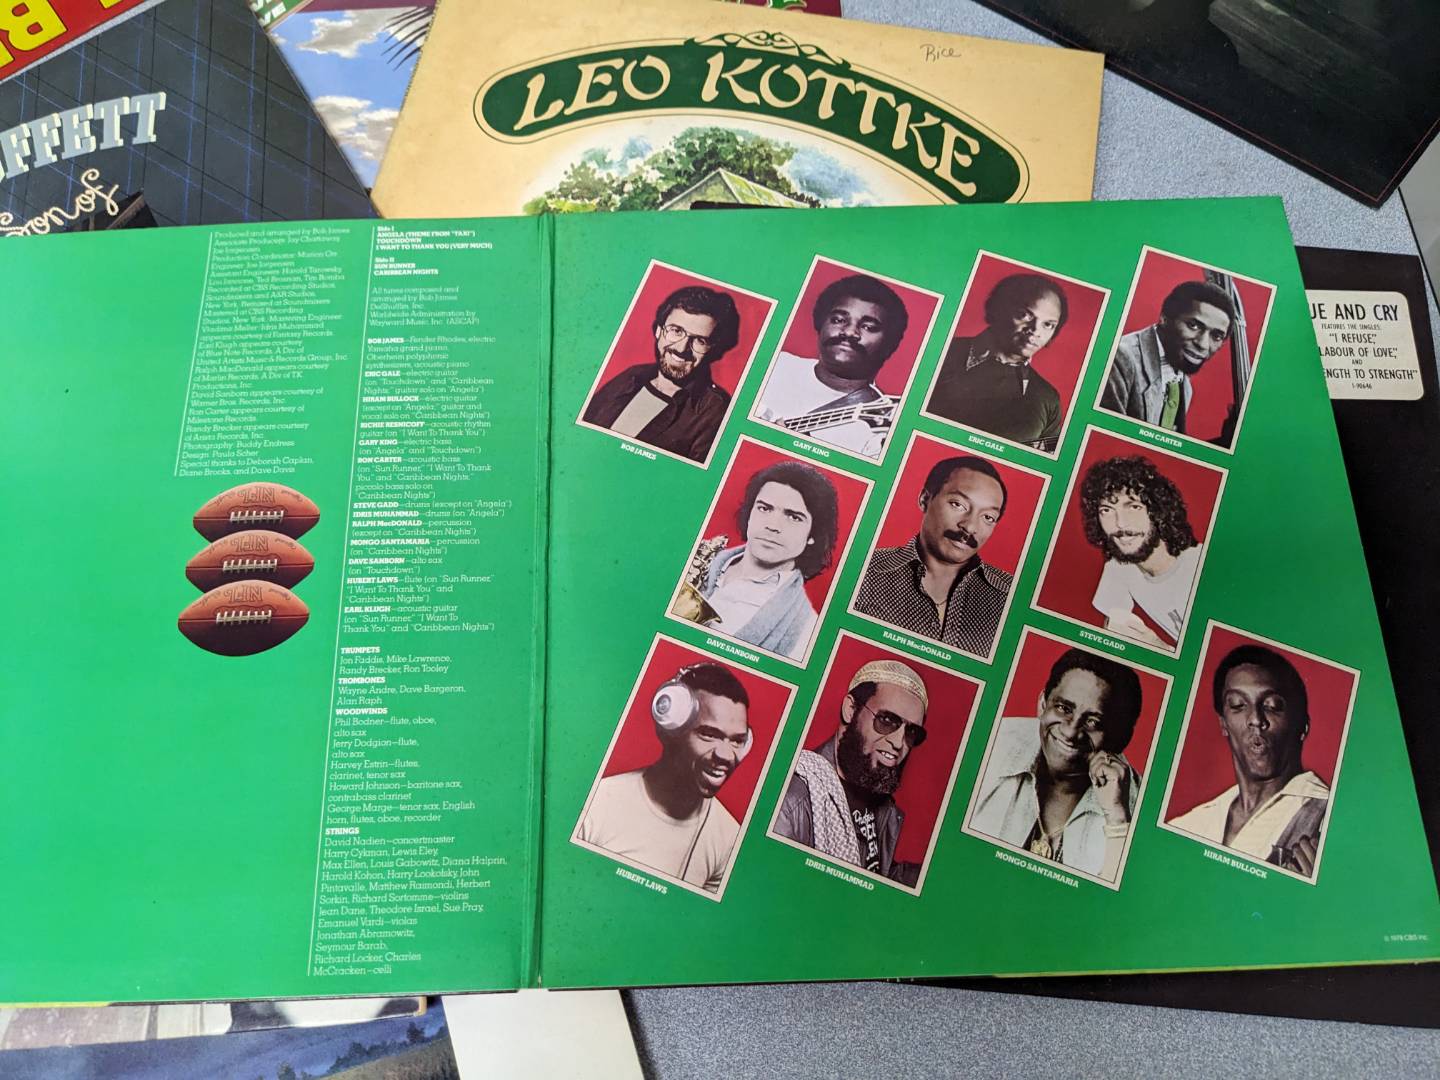 LEO KOTTKE
Rice
FFETT
UE AND CRY
FEATURES THE SINGLES:
"I REFUSE,"
LABOUR OF LOVE,"
AND
ENGTH TO STRENGTH"
1-90646
Produced and arranged by Bob James
Associate Producers: Jay Chattaway,
Joe Jorgensen
Production Coordinator: Marion Orr
Engineer: Joe Jorgensen
Assistant Engineers: Harold Tarowsky,
Lou Iannone, Ted Brosnan, Tim Bomba
Recorded at CBS Recording Studios,
Soundmixers and A&R Studios,
New York. Remixed at Soundmixers
Mastered at CBS Recording
Studios, New York: Mastering Engineer:
Vladimir Meller Idris Muhammad
appears courtesy of Fantasy Records.
Earl Klugh appears courtesy
of Blue Note Records, A Div. of
United Artists Music & Records Group, Inc.
Ralph MacDonald appears courtesy
of Marlin Records, A Div. of T.K.
Productions, Inc.
David Sanborn appears courtesy of
Warner Bros. Records, Inc.
Ron Carter appears courtesy of
Milestone Records.
Randy Brecker appears courtesy
of Arista Records, Inc.
Photography: Buddy Endress
Design: Paula Scher
Special thanks to Deborah Caplan,
Diane Brooks, and Dave Davis
Side I
ANGELA (THEME FROM "TAXI")
TOUCHDOWN
I WANT TO THANK YOU (VERY MUCH)
Side II
SUN RUNNER
CARIBBEAN NIGHTS
All tunes composed and
arranged by Bob James
DeShufflin, Inc.
Worldwide Administration by
Wayward Music, Inc. (ASCAP)
BOB JAMES—Fender Rhodes, electric
Yamaha grand piano,
Oberheim polyphonic
synthesizers, acoustic piano
ERIC GALE—electric guitar
(on "Touchdown" and "Caribbean
Nights," guitar solo on "Angela")
HIRAM BULLOCK—electric guitar
(except on "Angela," guitar and
vocal solo on "Caribbean Nights")
RICHIE RESNICOFF—acoustic rhythm
guitar (on "I Want To Thank You")
GARY KING—electric bass
(on "Angela" and "Touchdown")
RON CARTER—acoustic bass
(on "Sun Runner," "I Want To Thank
You" and "Caribbean Nights,"
piccolo bass solo on
"Caribbean Nights")
STEVE GADD—drums (except on "Angela")
IDRIS MUHAMMAD—drums (on "Angela")
RALPH MacDONALD—percussion
(except on "Caribbean Nights")
MONGO SANTAMARIA—percussion
(on "Caribbean Nights")
DAVE SANBORN—alto sax
(on "Touchdown")
HUBERT LAWS—flute (on "Sun Runner,"
"I Want To Thank You" and
"Caribbean Nights")
EARL KLUGH—acoustic guitar
(on "Sun Runner," "I Want To
Thank You" and "Caribbean Nights")
TRUMPETS
Jon Faddis, Mike Lawrence,
Randy Brecker, Ron Tooley
TROMBONES
Wayne Andre, Dave Bargeron,
Alan Raph
WOODWINDS
Phil Bodner—flute, oboe,
alto sax
Jerry Dodgion—flute,
alto sax
Harvey Estrin—flutes,
clarinet, tenor sax
Howard Johnson—baritone sax,
contrabass clarinet
George Marge—tenor sax, English
horn, flutes, oboe, recorder
STRINGS
David Nadien—concertmaster
Harry Cykman, Lewis Eley,
Max Ellen, Louis Gabowitz, Diana Halprin,
Harold Kohon, Harry Lookofsky, John
Pintavalle, Matthew Raimondi, Herbert
Sorkin, Richard Sortomme—violins
Jean Dane, Theodore Israel, Sue Pray,
Emanuel Vardi—violas
Jonathan Abramowitz,
Seymour Barab,
Richard Locker, Charles
McCracken—celli
NFL
NFL
NFL
BOB JAMES
GARY KING
ERIC GALE
RON CARTER
DAVE SANBORN
RALPH MacDONALD
STEVE GADD
HUBERT LAWS
IDRIS MUHAMMAD
MONGO SANTAMARIA
HIRAM BULLOCK
© 1978 CBS Inc.